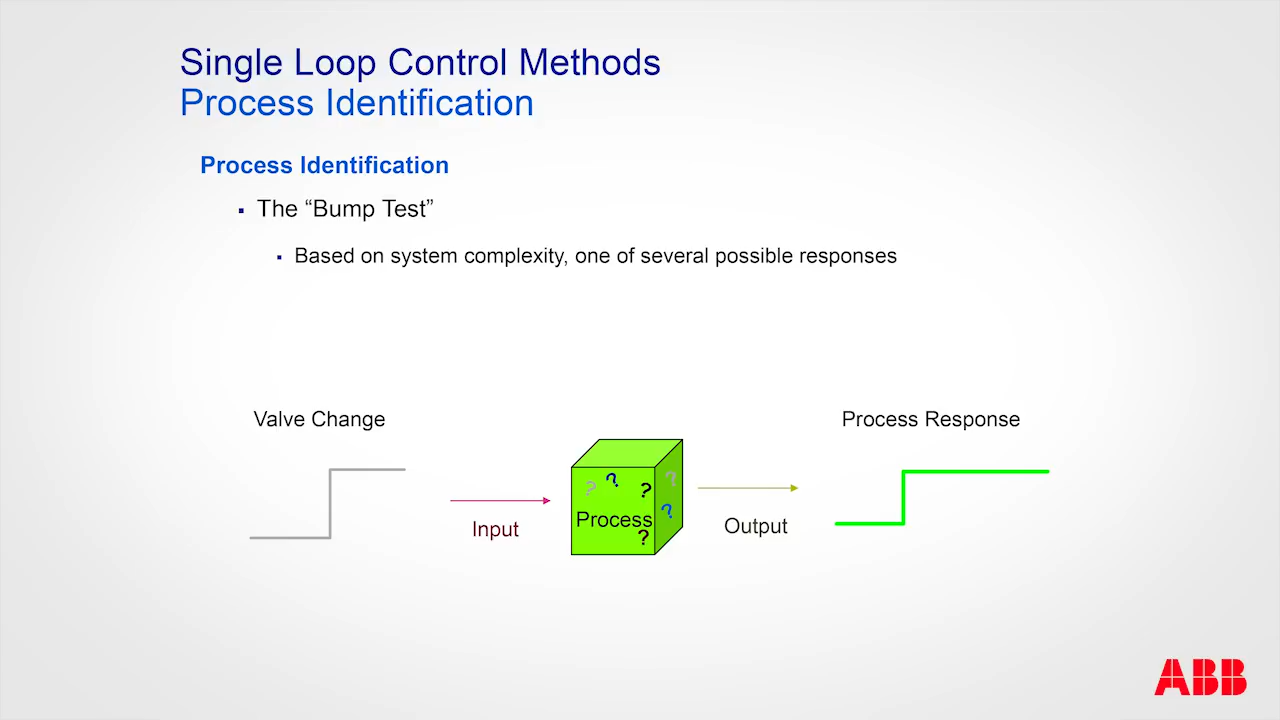 Single Loop Control Methods
Process Identification
Process Identification
▪ The “Bump Test”
▪ Based on system complexity, one of several possible responses
Valve Change
Process Response
? ? ? ?
Process ?
?
Input
Output
ABB